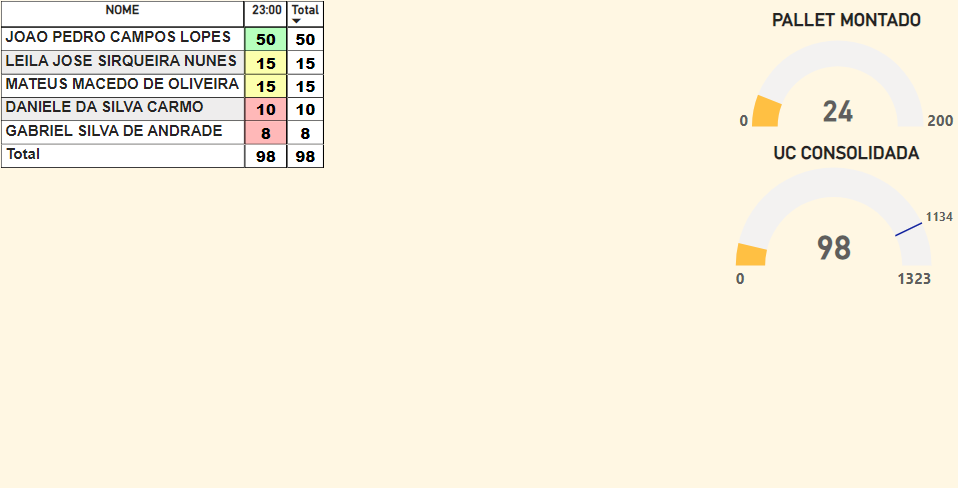 NOME 23:00 Total
JOAO PEDRO CAMPOS LOPES 50 50
LEILA JOSE SIRQUEIRA NUNES 15 15
MATEUS MACEDO DE OLIVEIRA 15 15
DANIELE DA SILVA CARMO 10 10
GABRIEL SILVA DE ANDRADE 8 8
Total 98 98
PALLET MONTADO
24
0 200
UC CONSOLIDADA
1134
98
0 1323